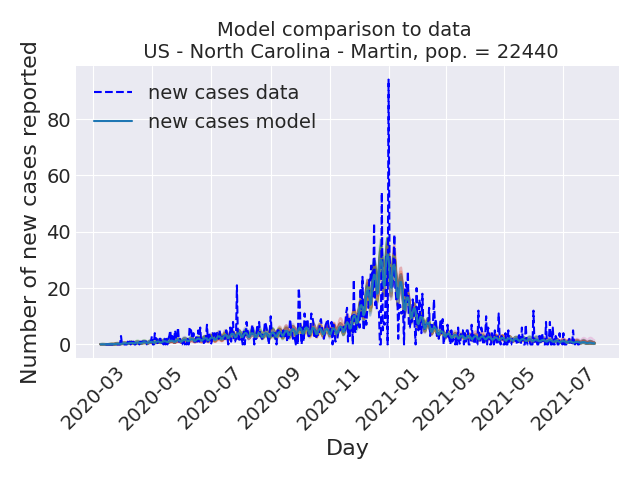 Model comparison to data
US - North Carolina - Martin, pop. = 22440
Number of new cases reported
new cases data
new cases model
80
60
40
20
0
2020-03
2020-05
2020-07
2020-09
2020-11
2021-01
2021-03
2021-05
2021-07
Day